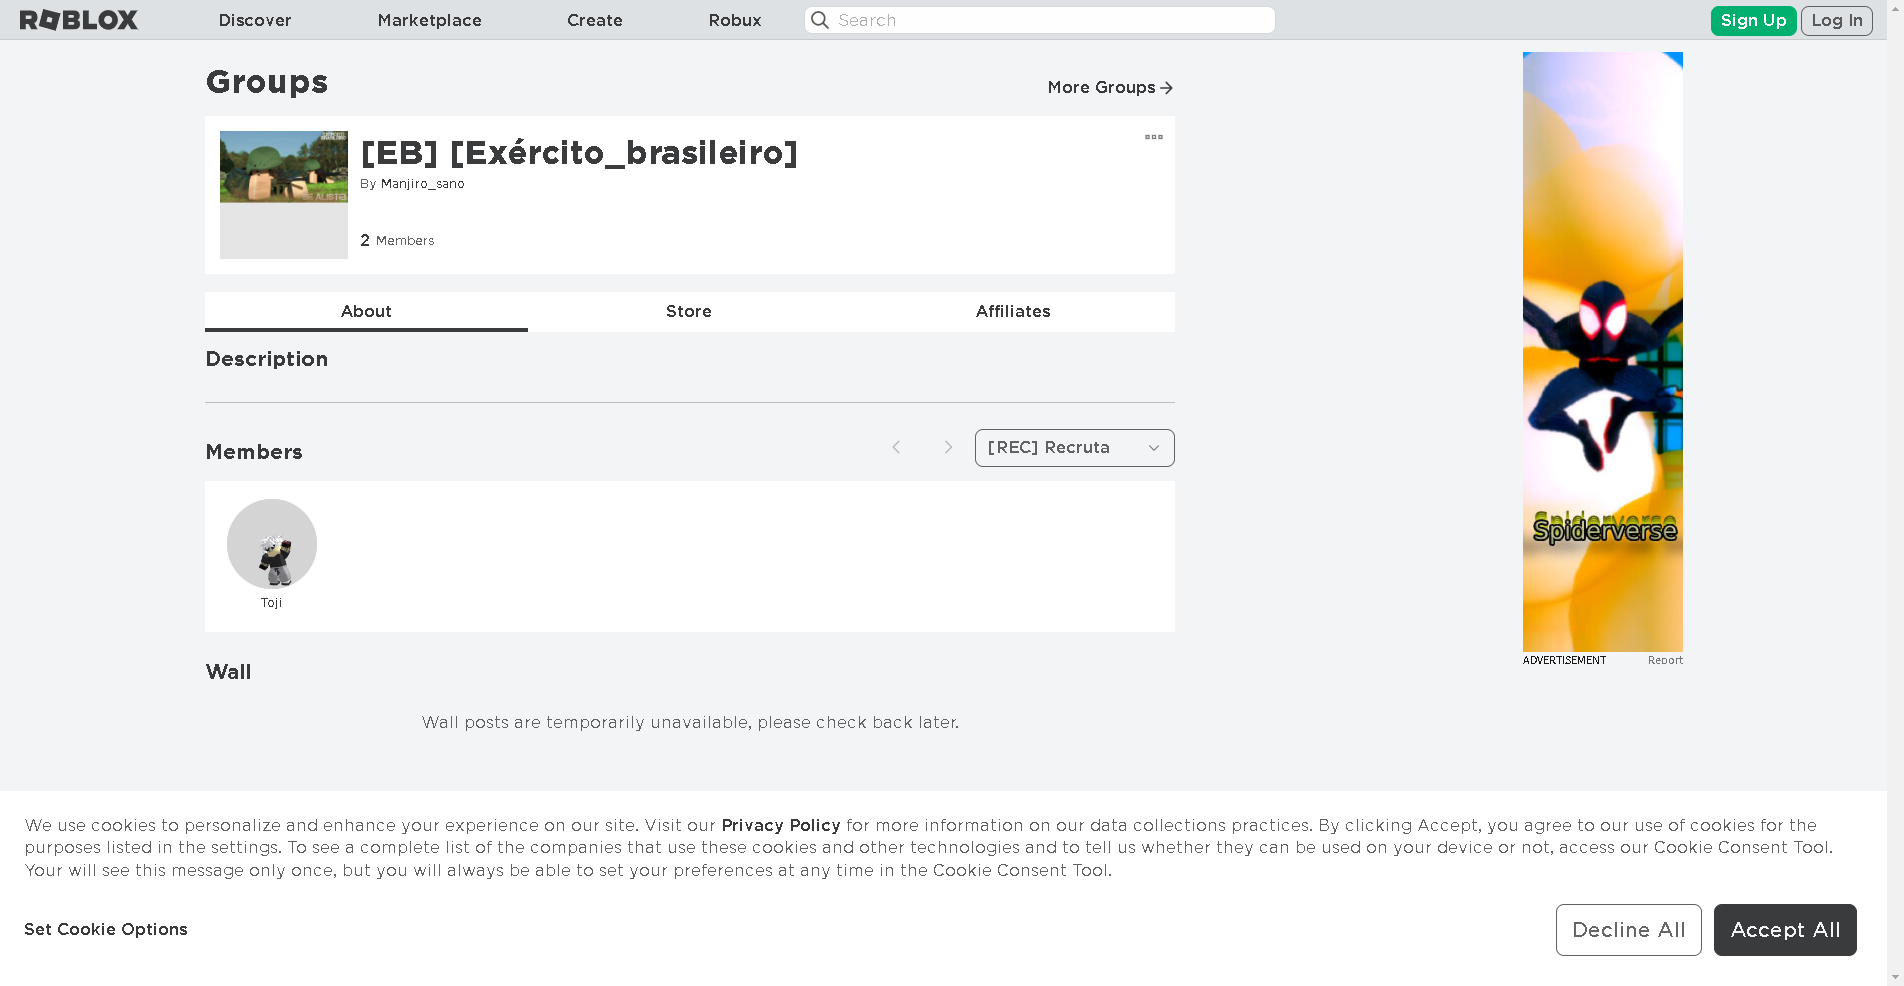 ROBLOX
Discover
Marketplace
Create
Robux
Search
Sign Up
Log In
Groups
More Groups
[EB] [Exército_brasileiro]
By Manjiro_sano
2 Members
About
Store
Affiliates
Description
Members
[REC] Recruta
Toji
Wall
Wall posts are temporarily unavailable, please check back later.
Spiderverse
ADVERTISEMENT
Report
We use cookies to personalize and enhance your experience on our site. Visit our Privacy Policy for more information on our data collections practices. By clicking Accept, you agree to our use of cookies for the
purposes listed in the settings. To see a complete list of the companies that use these cookies and other technologies and to tell us whether they can be used on your device or not, access our Cookie Consent Tool.
Your will see this message only once, but you will always be able to set your preferences at any time in the Cookie Consent Tool.
Set Cookie Options
Decline All
Accept All